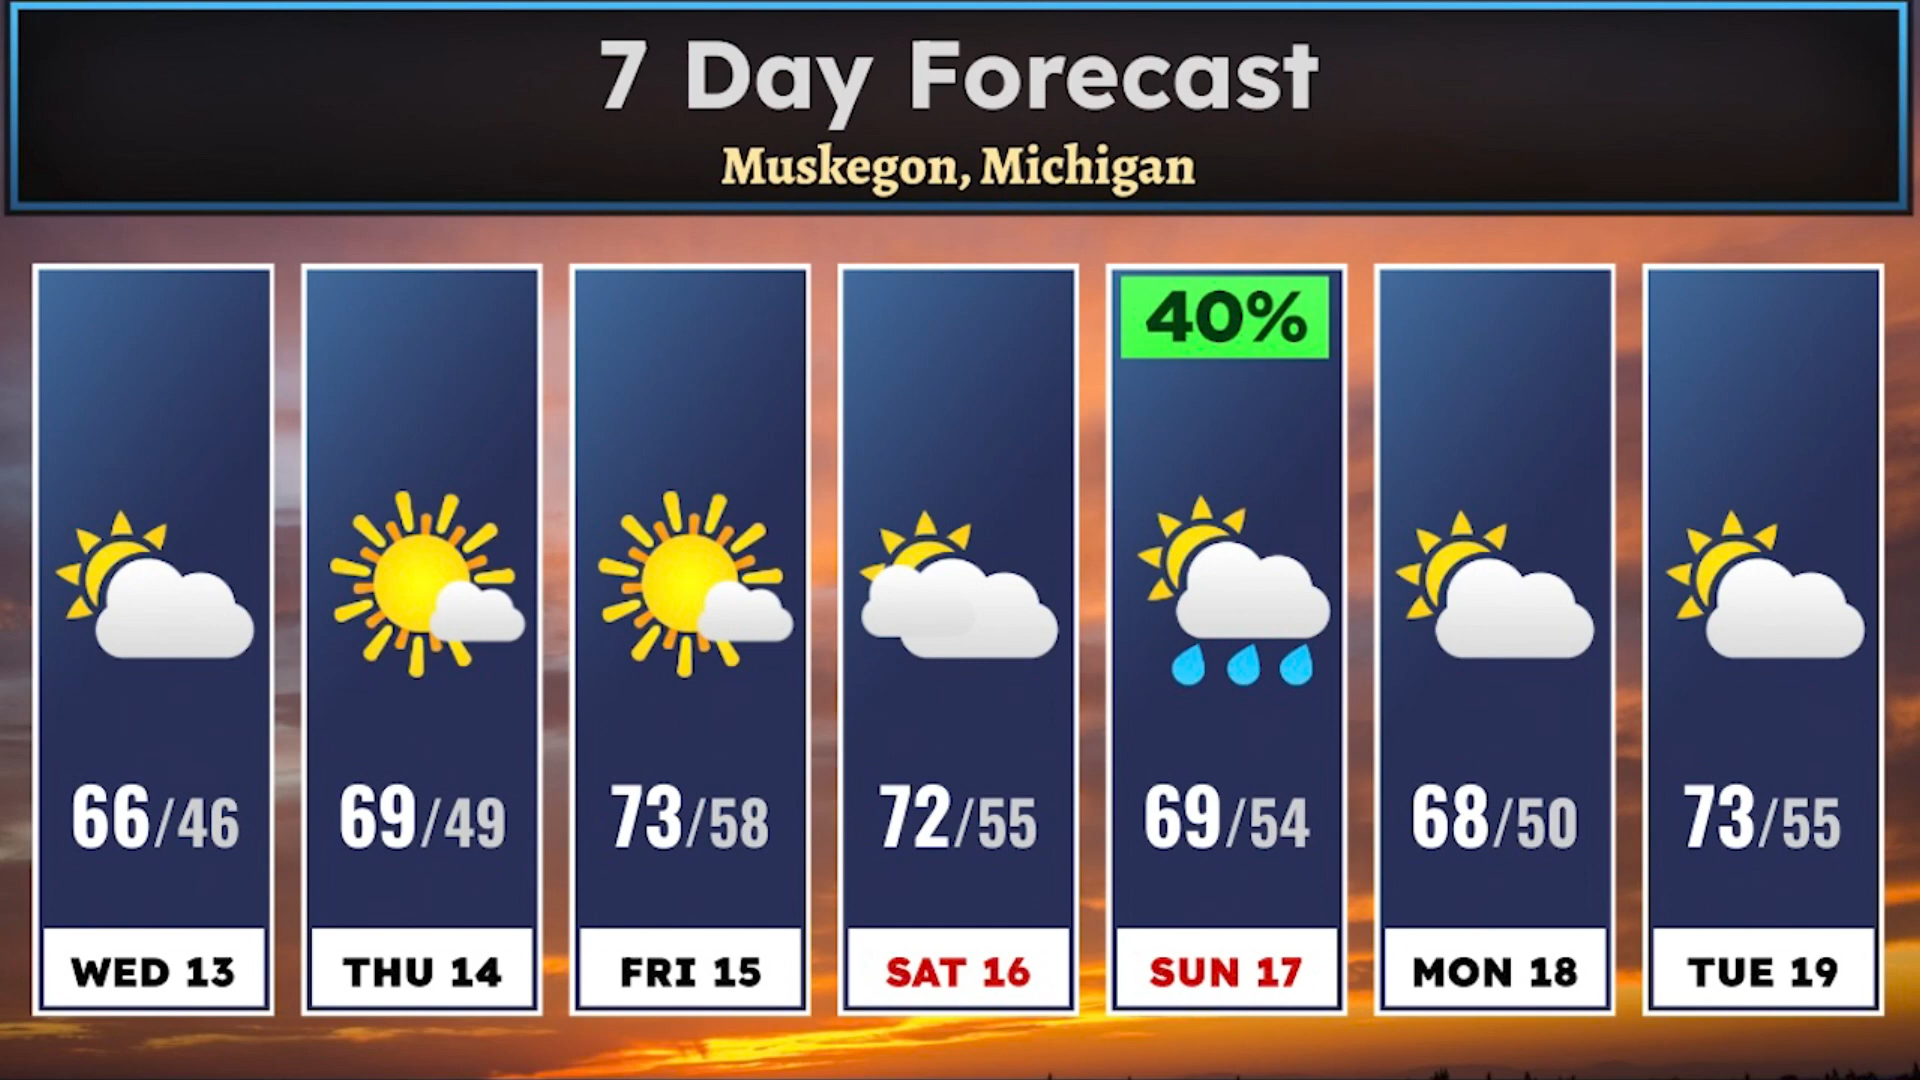 7 Day Forecast
Muskegon, Michigan
40%
66/46 69/49 73/58 72/55 69/54 68/50 73/55
WED 13 THU 14 FRI 15 SAT 16 SUN 17 MON 18 TUE 19